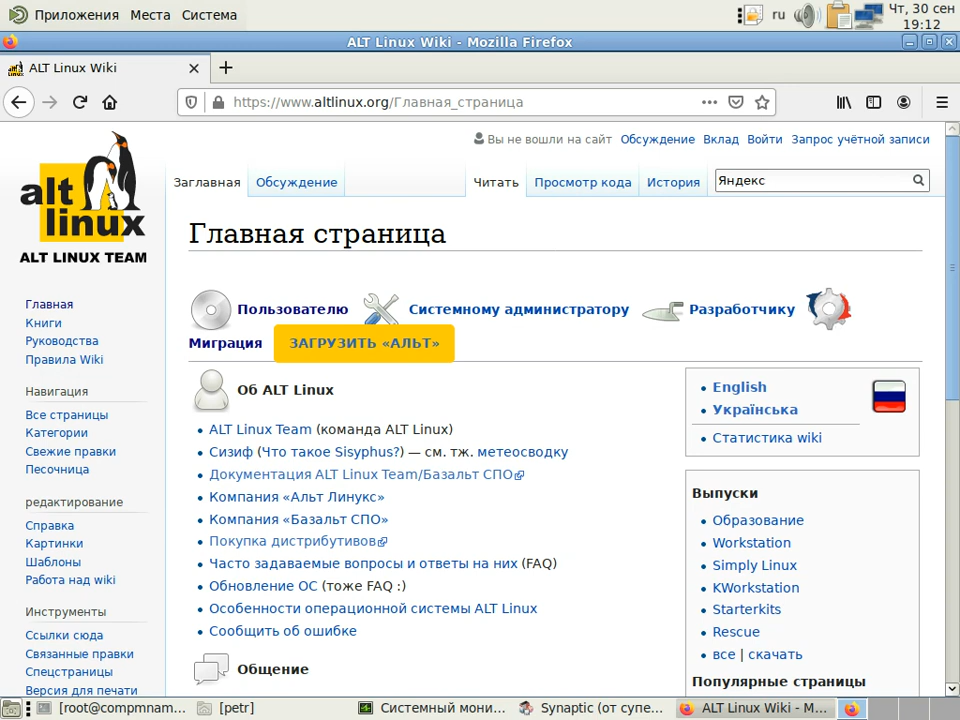 Приложения Места Система
ru
Чт, 30 сен
19:12
ALT Linux Wiki - Mozilla Firefox
ALT Linux Wiki
https://www.altlinux.org/Главная_страница
alt
linux
ALT LINUX TEAM
Вы не вошли на сайт Обсуждение Вклад Войти Запрос учётной записи
Заглавная Обсуждение Читать Просмотр кода История Яндекс
Главная страница
Пользователю Системному администратору Разработчику
Миграция ЗАГРУЗИТЬ «АЛЬТ»
Главная
Книги
Руководства
Правила Wiki
Навигация
Все страницы
Категории
Свежие правки
Песочница
редактирование
Справка
Картинки
Шаблоны
Работа над wiki
Инструменты
Ссылки сюда
Связанные правки
Спецстраницы
Версия для печати
Об ALT Linux
ALT Linux Team (команда ALT Linux)
Сизиф (Что такое Sisyphus?) — см. тж. метеосводку
Документация ALT Linux Team/Базальт СПО
Компания «Альт Линукс»
Компания «Базальт СПО»
Покупка дистрибутивов
Часто задаваемые вопросы и ответы на них (FAQ)
Обновление ОС (тоже FAQ :)
Особенности операционной системы ALT Linux
Сообщить об ошибке
Общение
English
Українська
Статистика wiki
Выпуски
Образование
Workstation
Simply Linux
KWorkstation
Starterkits
Rescue
все | скачать
Популярные страницы
[root@compmnam... [petr] Системный мони... Synaptic (от супе... ALT Linux Wiki - M...